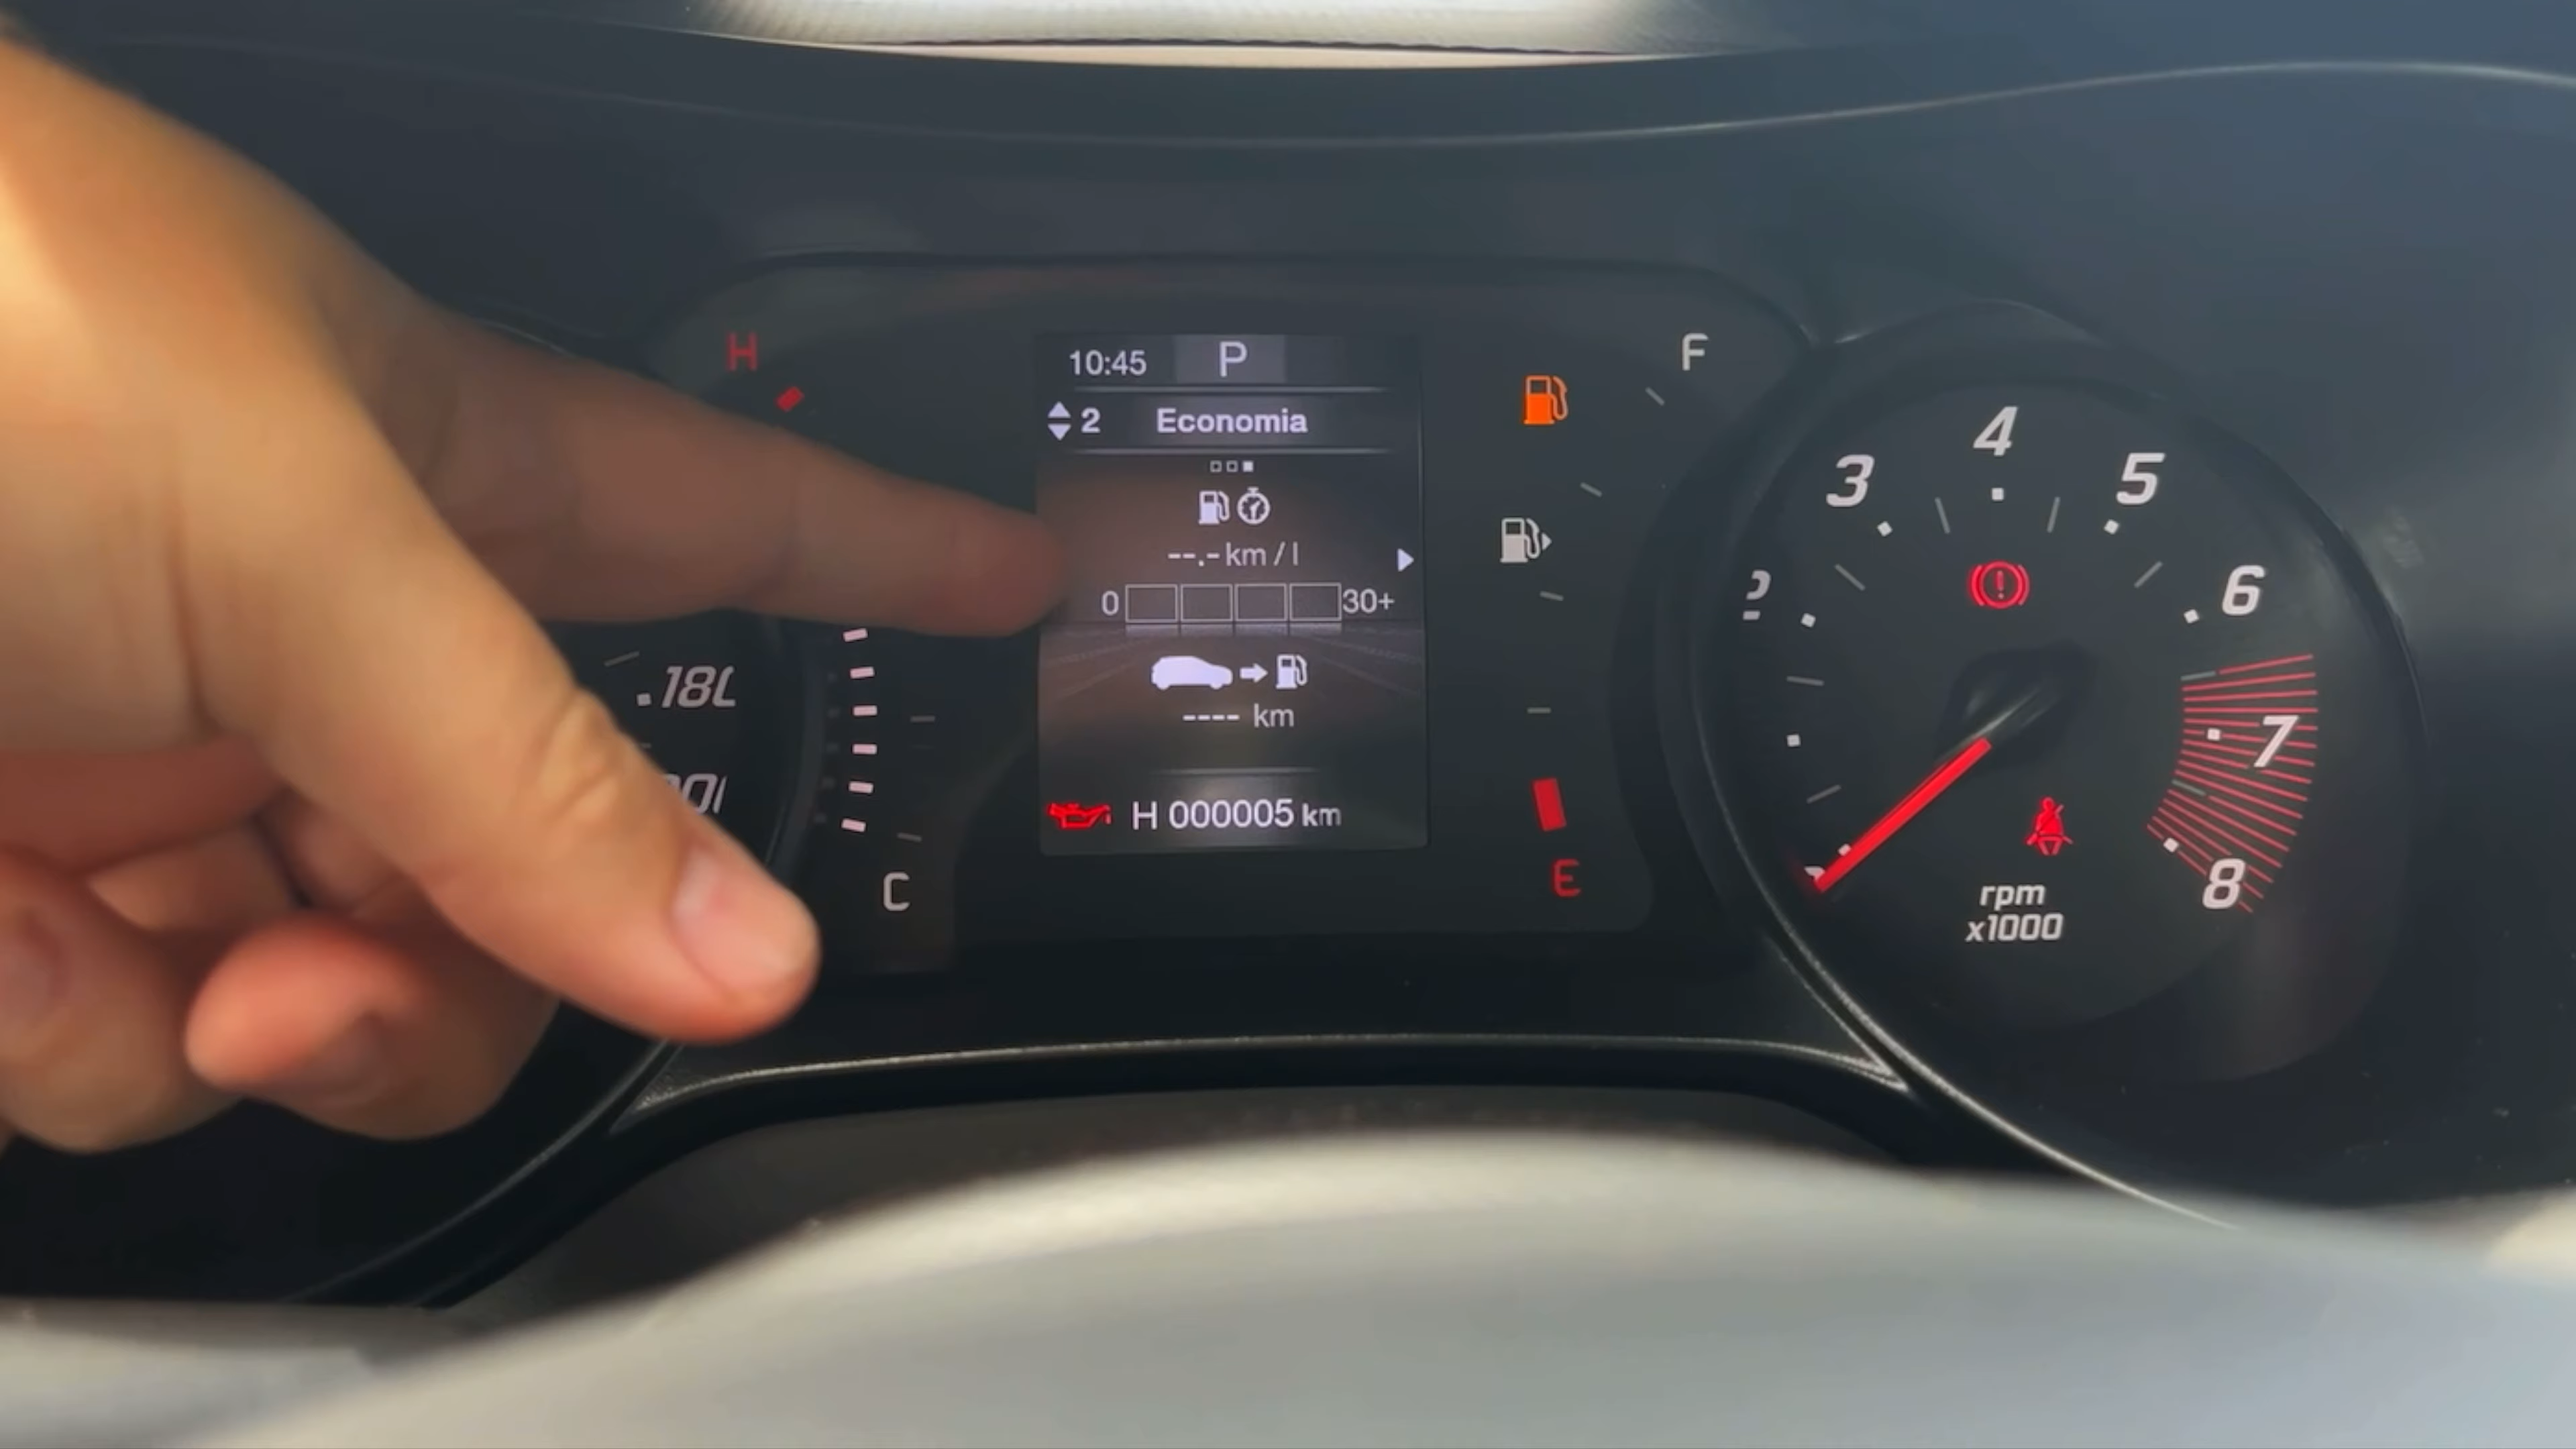 10:45 P
2 Economia
--.- km / l
0 30+
---- km
H 000005 km
H
C
180
F
E
2
3
4
5
6
7
8
rpm
x1000